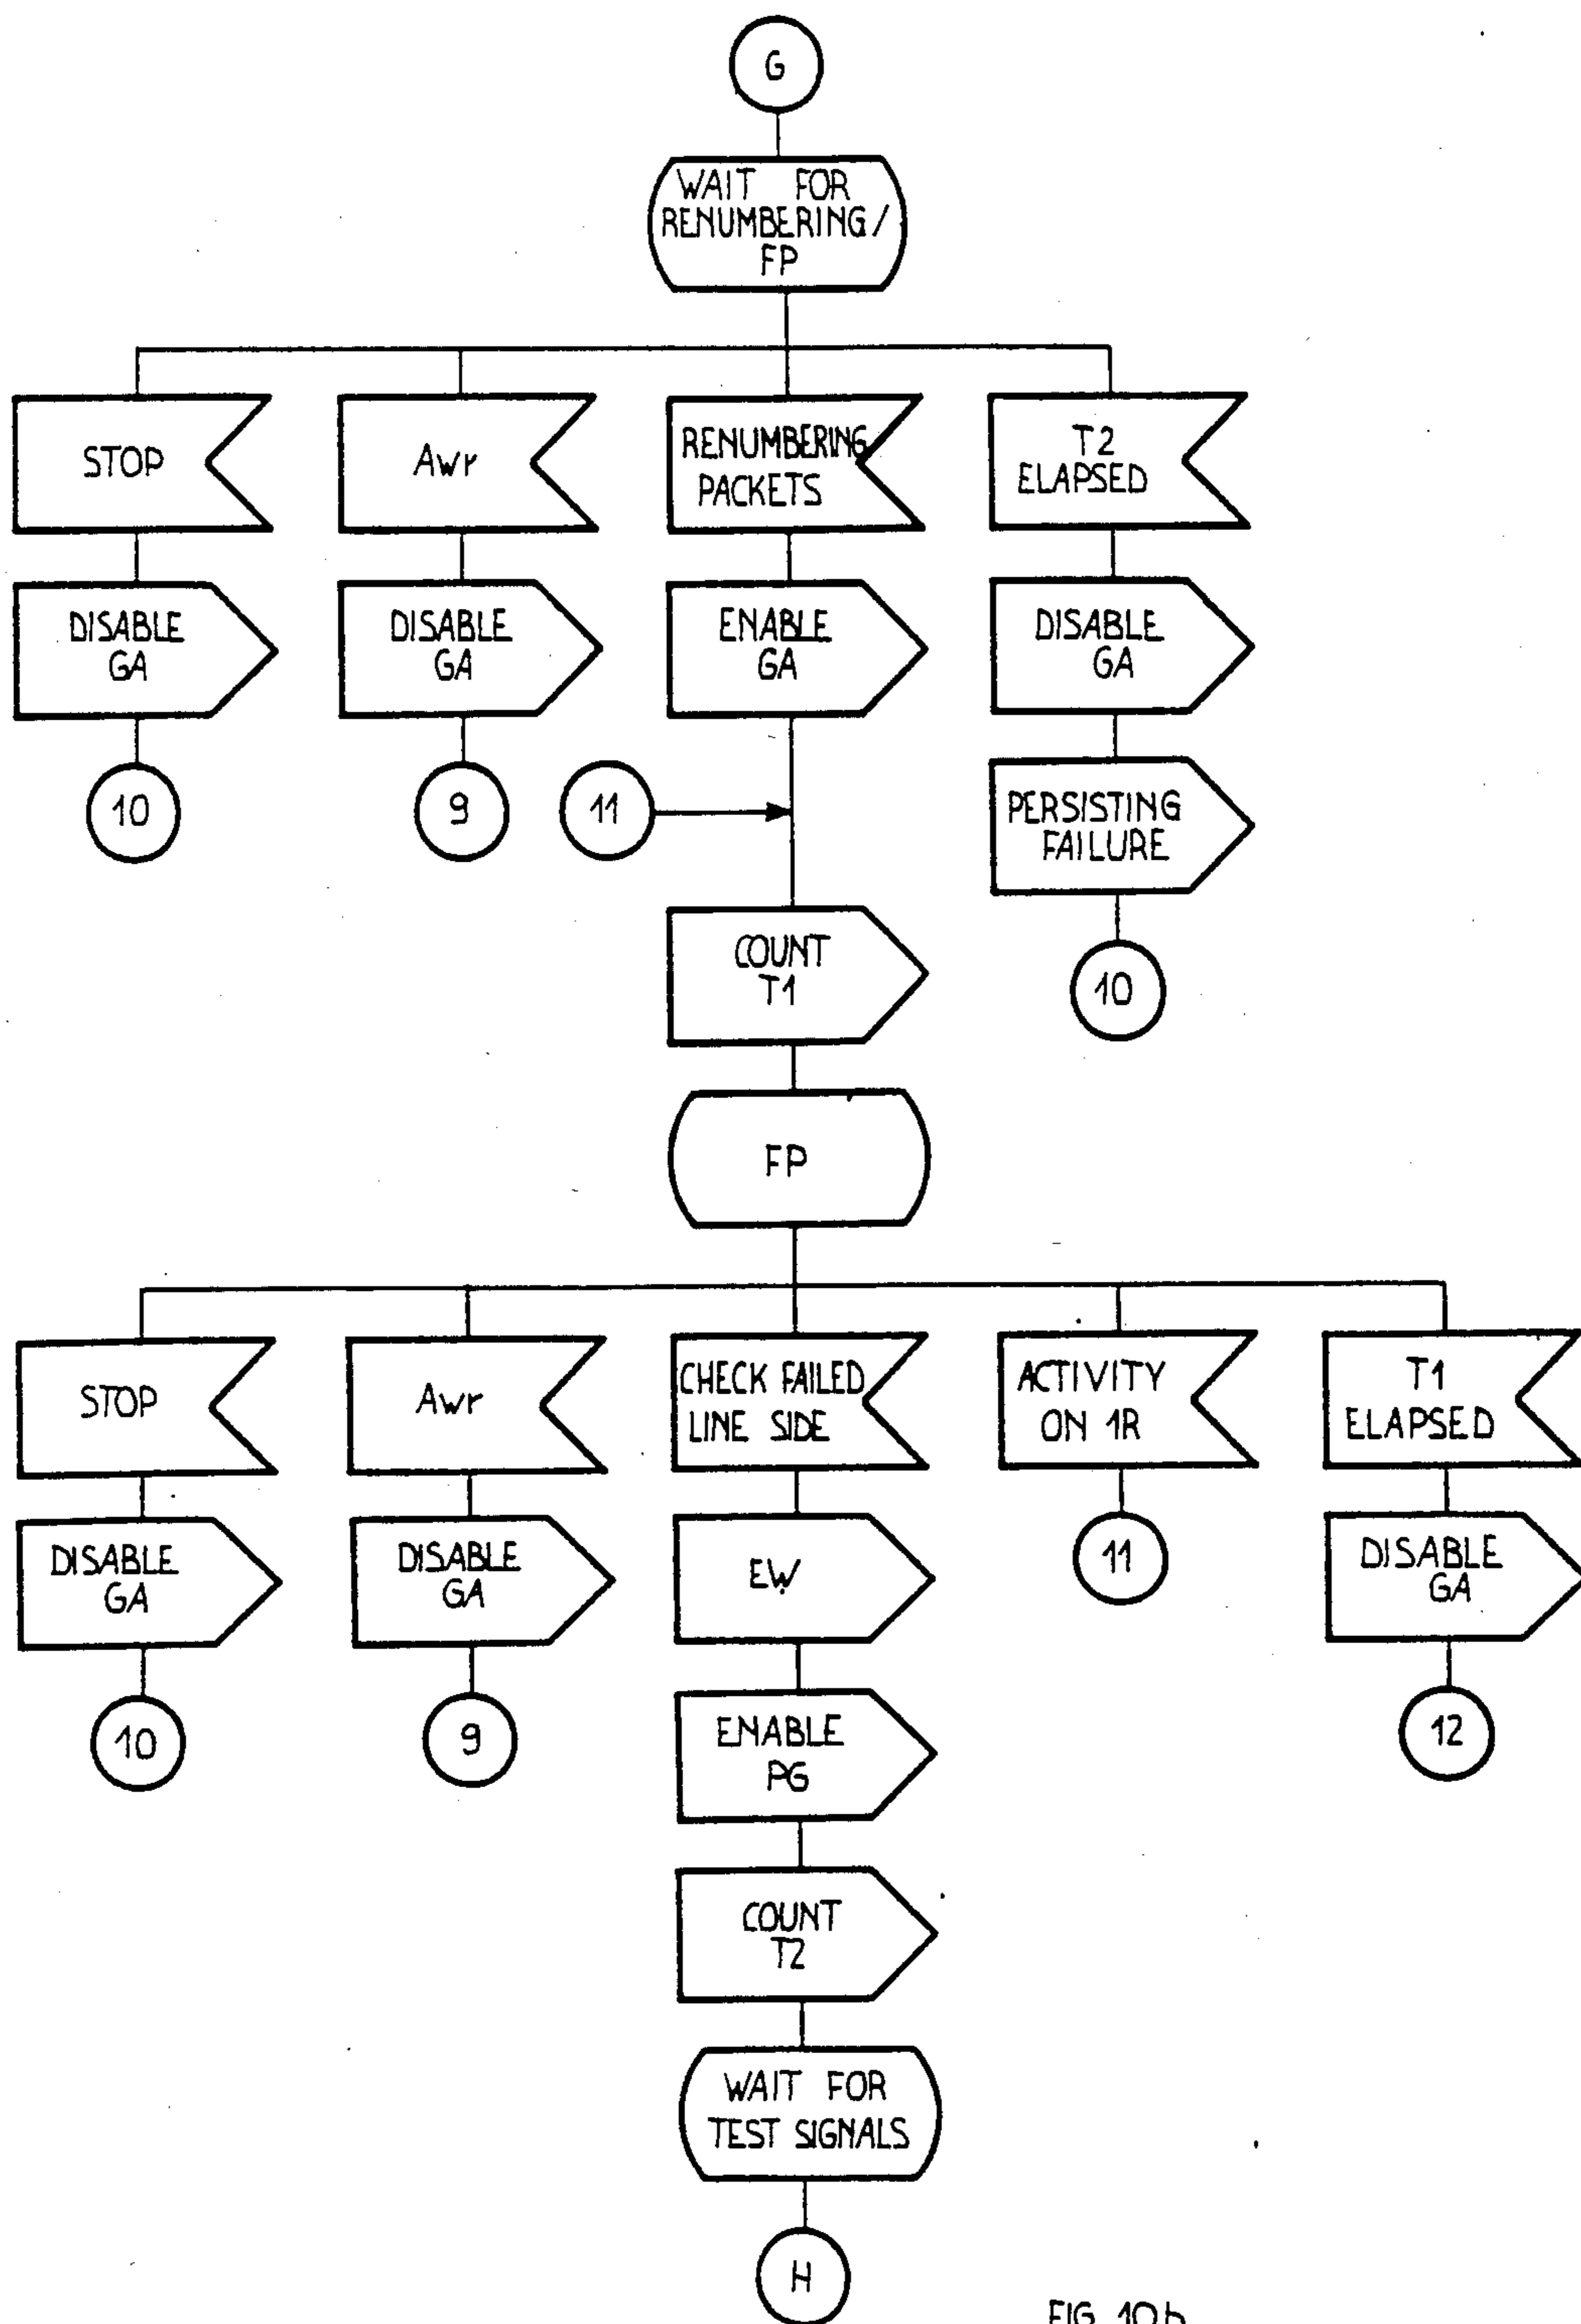 G
WAIT FOR
RENUMBERING/
FP
STOP
Awr
RENUMBERING
PACKETS
T2
ELAPSED
DISABLE
GA
DISABLE
GA
ENABLE
GA
DISABLE
GA
10
9
11
PERSISTING
FAILURE
COUNT
T1
10
FP
STOP
Awr
CHECK FAILED
LINE SIDE
ACTIVITY
ON 1R
T1
ELAPSED
DISABLE
GA
DISABLE
GA
EW
11
DISABLE
GA
10
9
ENABLE
PG
12
COUNT
T2
WAIT FOR
TEST SIGNALS
H
FIG. 10b